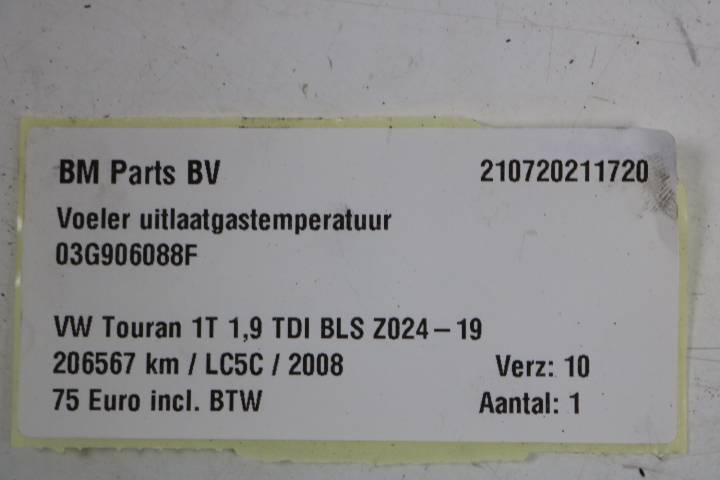 BM Parts BV 210720211720
Voeler uitlaatgastemperatuur
03G906088F
VW Touran 1T 1,9 TDI BLS Z024-19
206567 km / LC5C / 2008 Verz: 10
75 Euro incl. BTW Aantal: 1